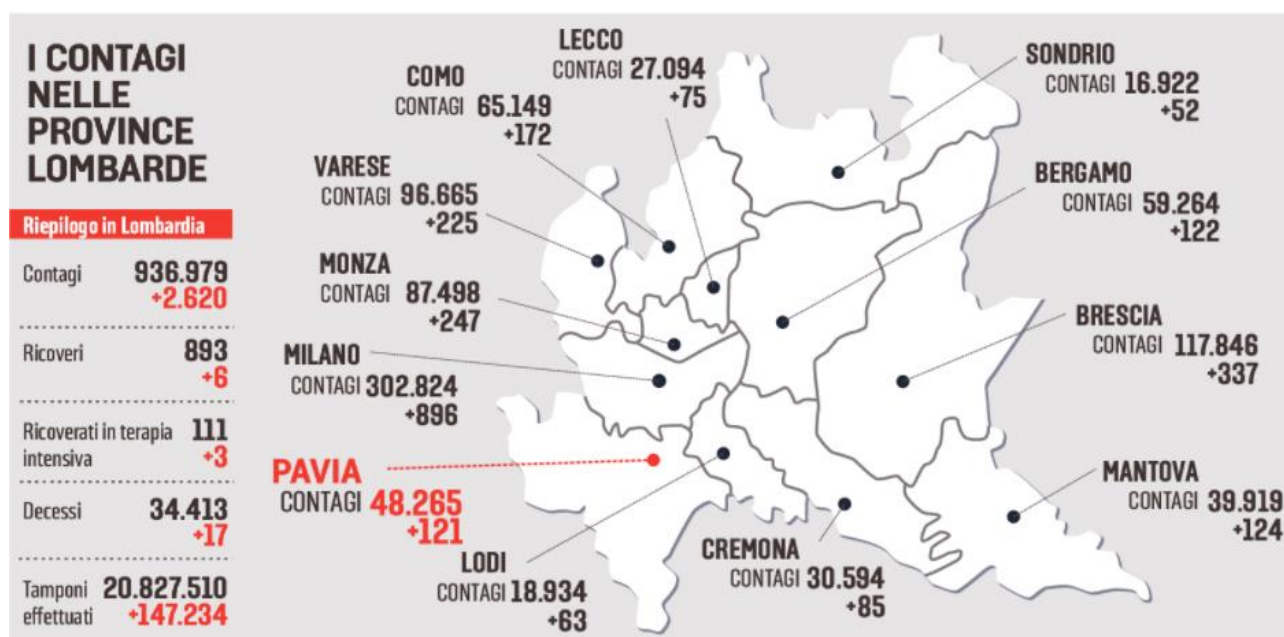 I CONTAGI
NELLE
PROVINCE
LOMBARDE
Riepilogo in Lombardia
Contagi 936.979
+2.620
Ricoveri 893
+6
Ricoverati in terapia intensiva 111
+3
Decessi 34.413
+17
Tamponi effettuati 20.827.510
+147.234
LECCO
CONTAGI 27.094
+75
COMO
CONTAGI 65.149
+172
VARESE
CONTAGI 96.665
+225
MONZA
CONTAGI 87.498
+247
MILANO
CONTAGI 302.824
+896
PAVIA
CONTAGI 48.265
+121
LODI
CONTAGI 18.934
+63
CREMONA
CONTAGI 30.594
+85
SONDRIO
CONTAGI 16.922
+52
BERGAMO
CONTAGI 59.264
+122
BRESCIA
CONTAGI 117.846
+337
MANTOVA
CONTAGI 39.919
+124